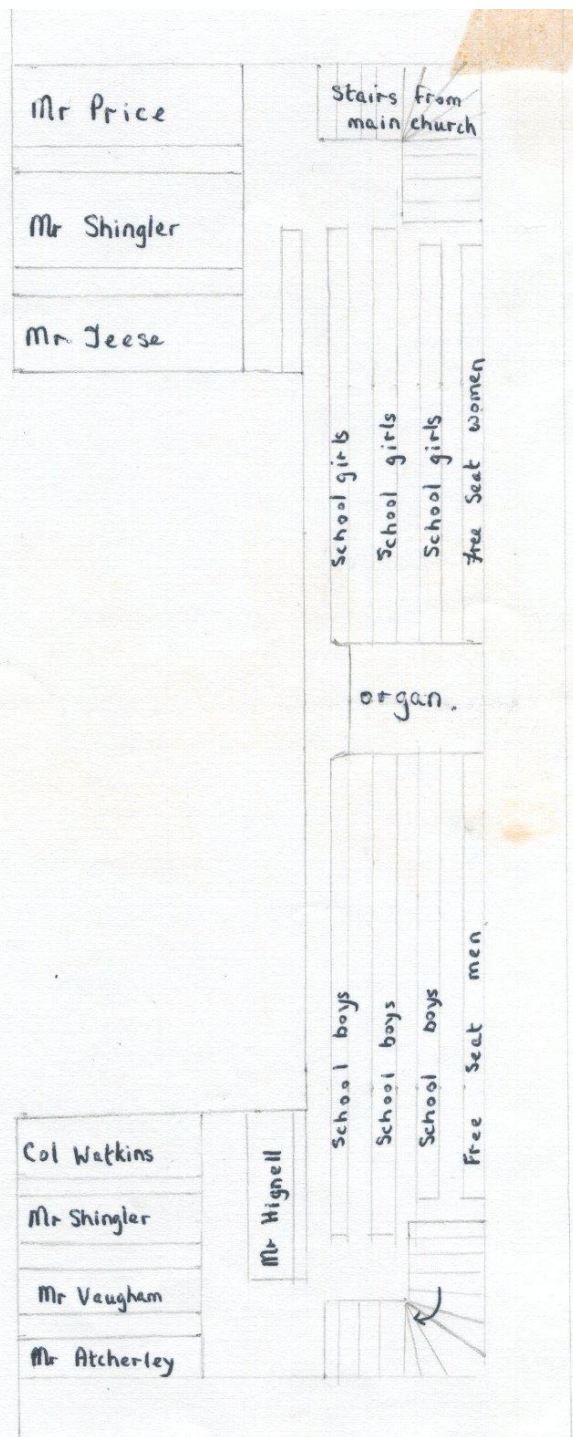 Mr Price
Stairs from
main church
Mr Shingler
Mr Jeese
School girls
School girls
School girls
free seat women
organ.
School boys
School boys
School boys
Free Seat men
Col Watkins
Mr Shingler
Mr Vaugham
Mr Atcherley
Mr Hignell